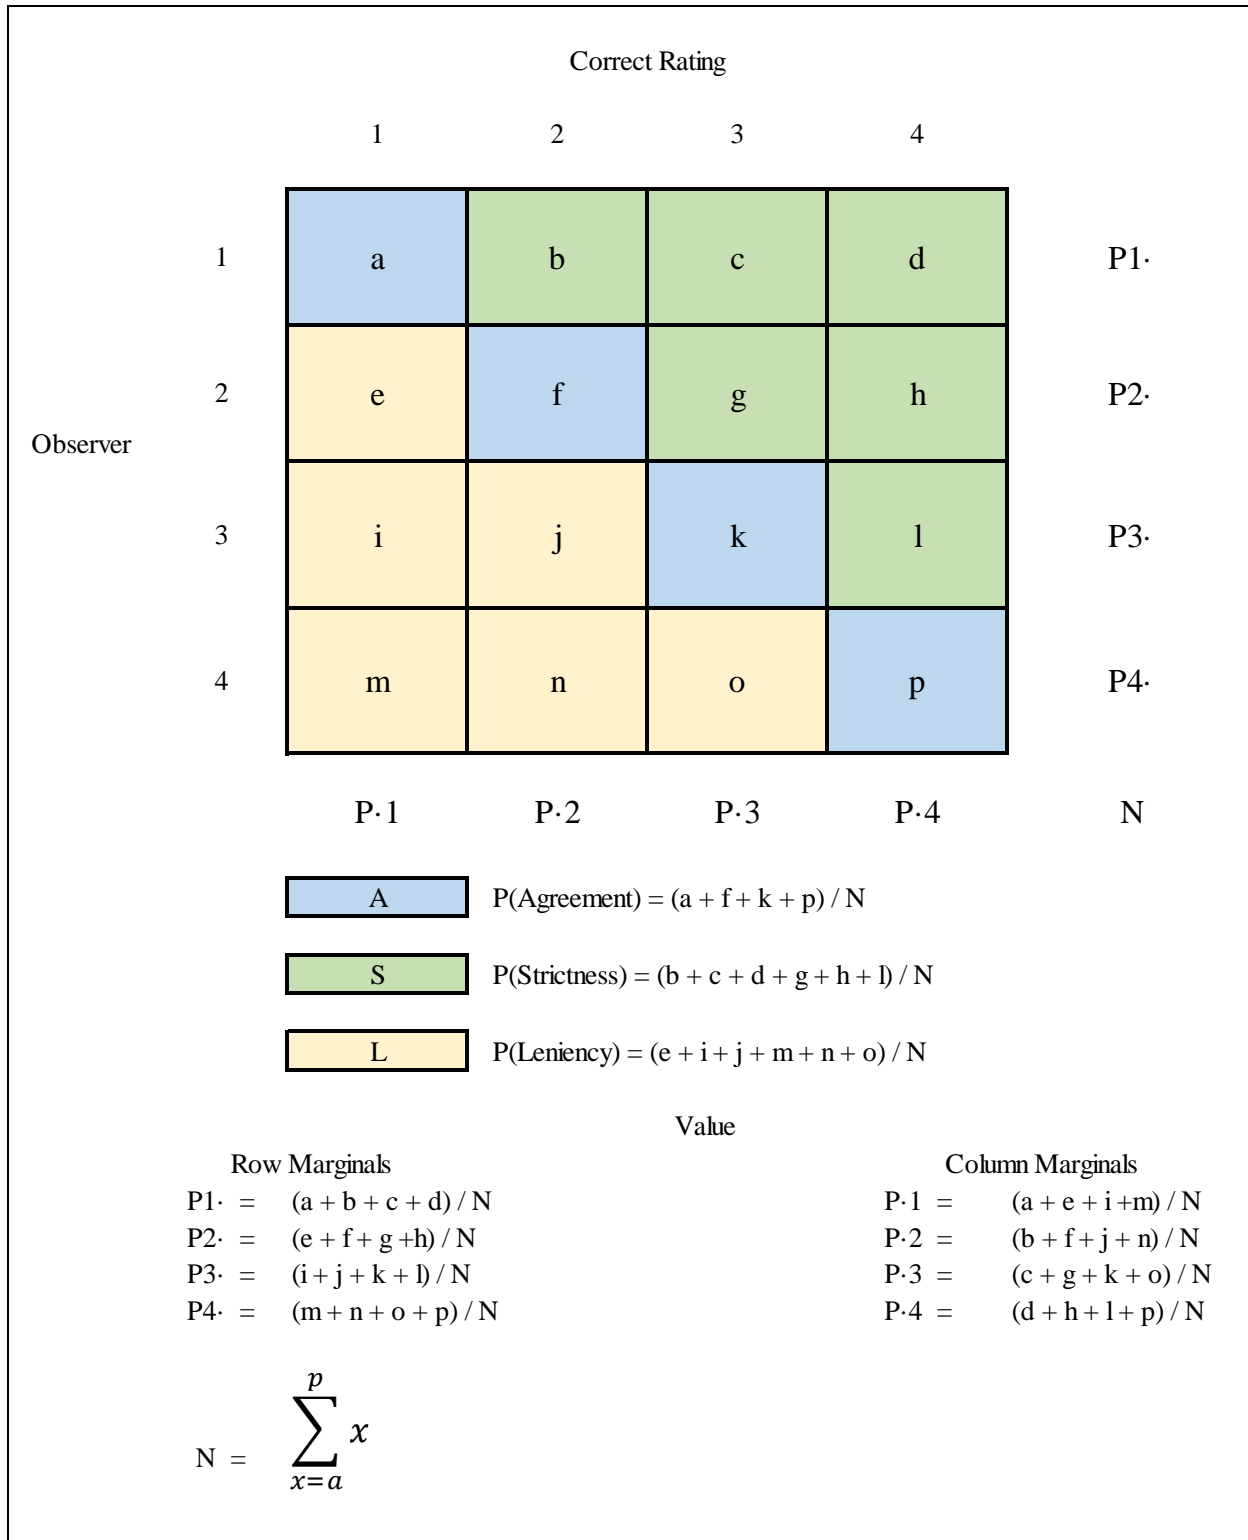 Correct Rating
1 2 3 4
1 a b c d P1·
2 e f g h P2·
Observer
3 i j k l P3·
4 m n o p P4·
P·1 P·2 P·3 P·4 N
A P(Agreement) = (a + f + k + p) / N
S P(Strictness) = (b + c + d + g + h + l) / N
L P(Leniency) = (e + i + j + m + n + o) / N
Value
Row Marginals Column Marginals
P1· = (a + b + c + d) / N P·1 = (a + e + i +m) / N
P2· = (e + f + g +h) / N P·2 = (b + f + j + n) / N
P3· = (i + j + k + l) / N P·3 = (c + g + k + o) / N
P4· = (m + n + o + p) / N P·4 = (d + h + l + p) / N
p
N = ∑ x
x=a